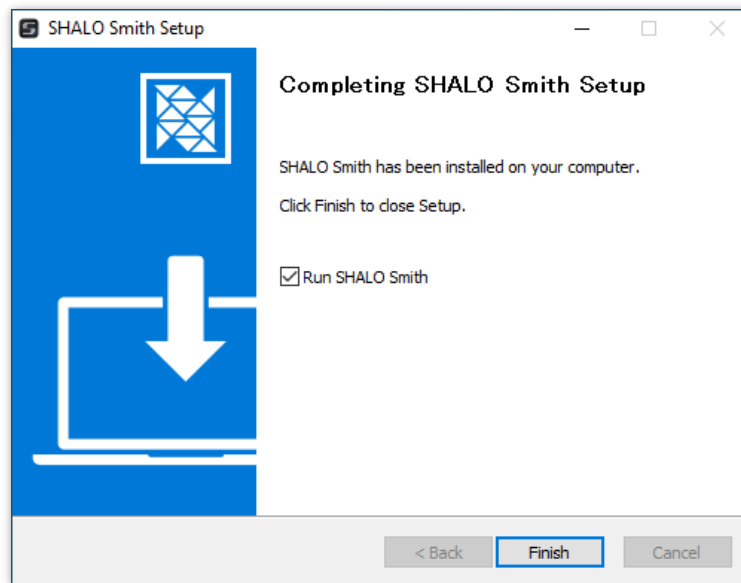 SHALO Smith Setup
Completing SHALO Smith Setup
SHALO Smith has been installed on your computer.
Click Finish to close Setup.
Run SHALO Smith
< Back
Finish
Cancel